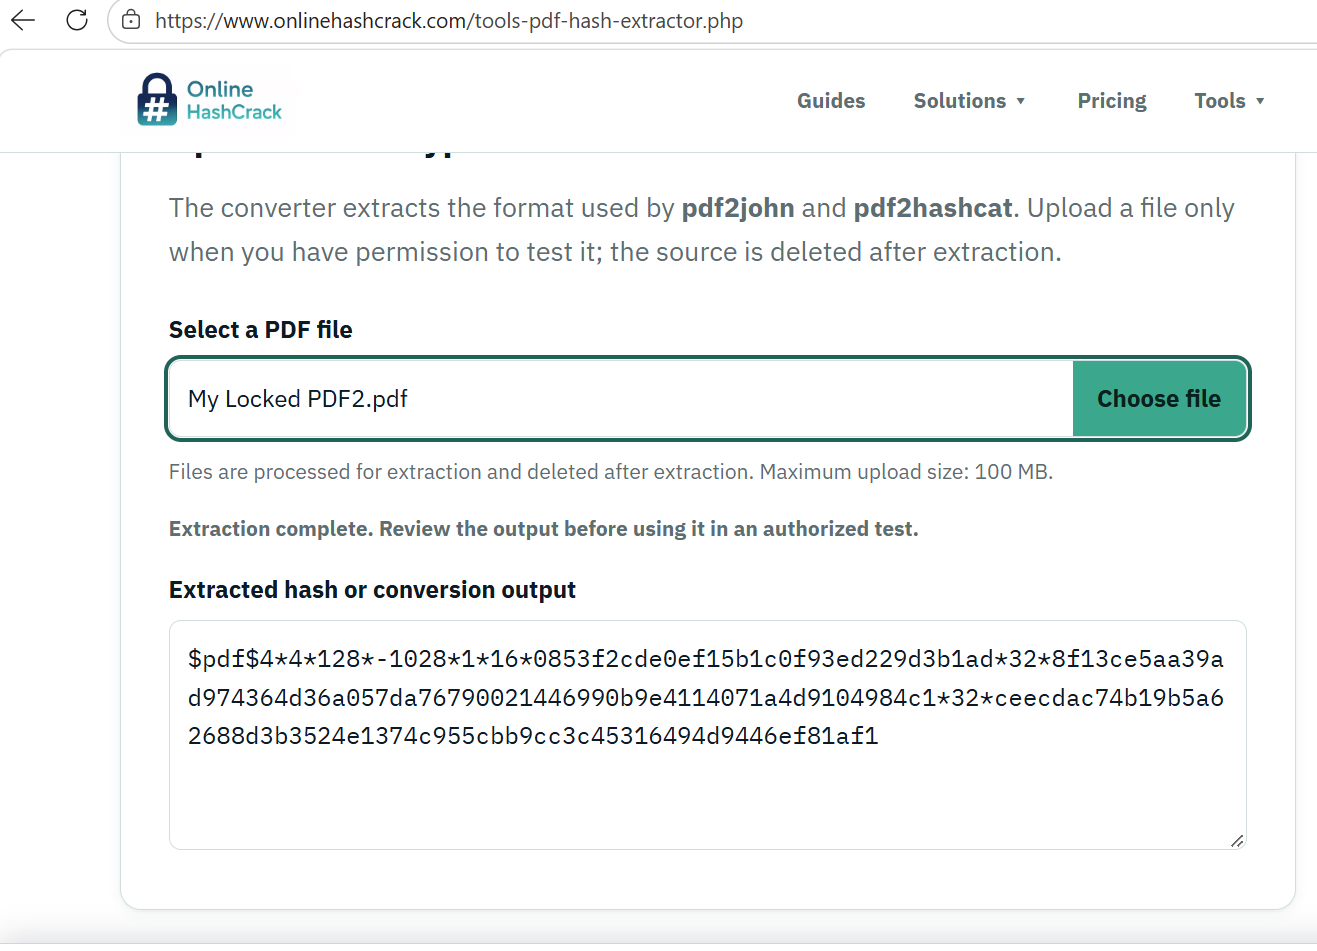 https://www.onlinehashcrack.com/tools-pdf-hash-extractor.php
Online
HashCrack
Guides
Solutions
Pricing
Tools
The converter extracts the format used by pdf2john and pdf2hashcat. Upload a file only
when you have permission to test it; the source is deleted after extraction.
Select a PDF file
My Locked PDF2.pdf
Choose file
Files are processed for extraction and deleted after extraction. Maximum upload size: 100 MB.
Extraction complete. Review the output before using it in an authorized test.
Extracted hash or conversion output
$pdf$4*4*128*-1028*1*16*0853f2cde0ef15b1c0f93ed229d3b1ad*32*8f13ce5aa39a
d974364d36a057da76790021446990b9e4114071a4d9104984c1*32*ceecdac74b19b5a6
2688d3b3524e1374c955cbb9cc3c45316494d9446ef81af1